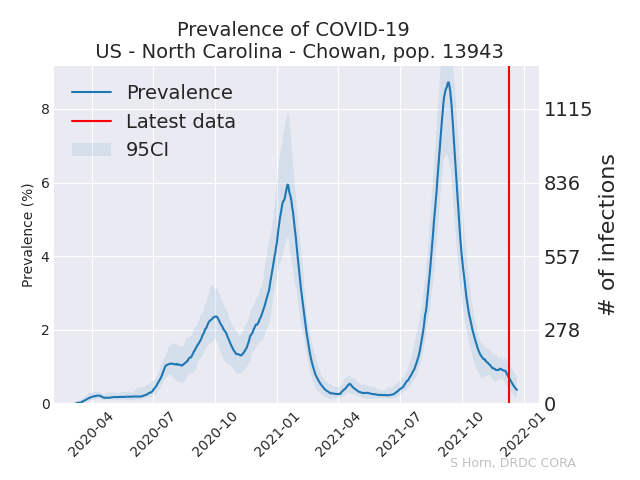 Prevalence of COVID-19
US - North Carolina - Chowan, pop. 13943
Prevalence
Latest data
95CI
Prevalence (%)
8
6
4
2
0
1115
836
557
278
0
# of infections
2020-04
2020-07
2020-10
2021-01
2021-04
2021-07
2021-10
2022-01
S Horn, DRDC CORA